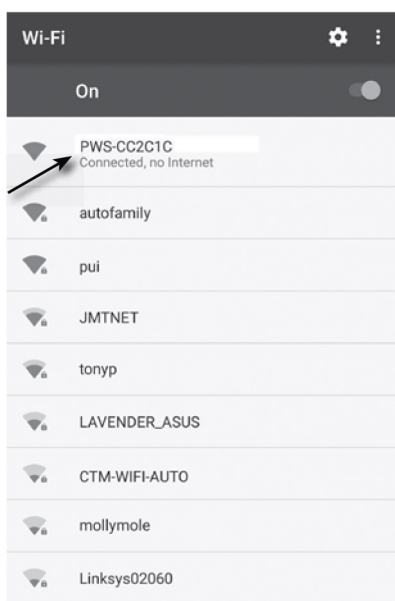 Wi-Fi
On
PWS-CC2C1C
Connected, no Internet
autofamily
pui
JMTNET
tonyp
LAVENDER_ASUS
CTM-WIFI-AUTO
mollymole
Linksys02060